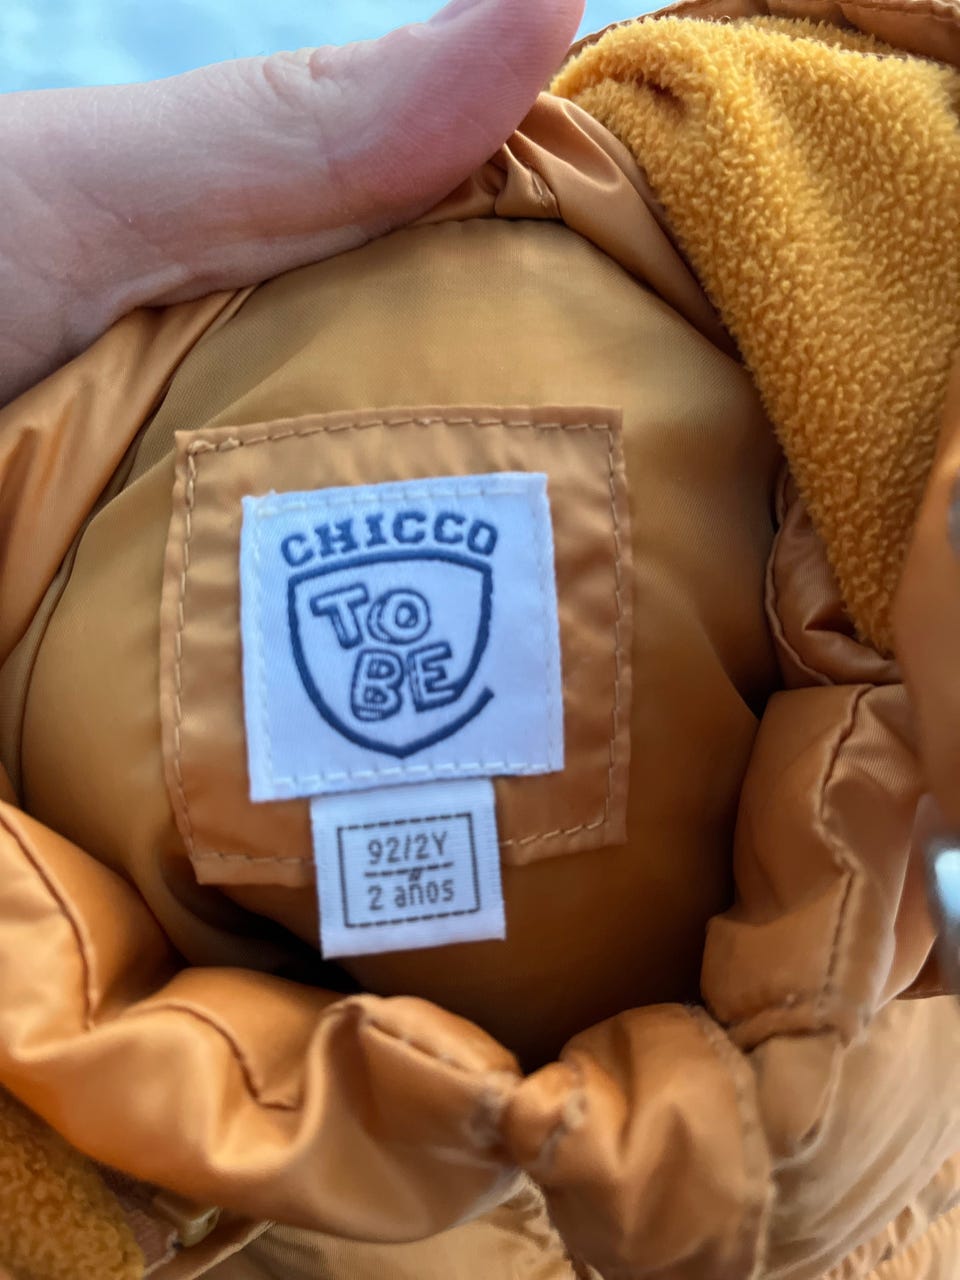 CHICCO
TO
BE
92/2Y
2 años